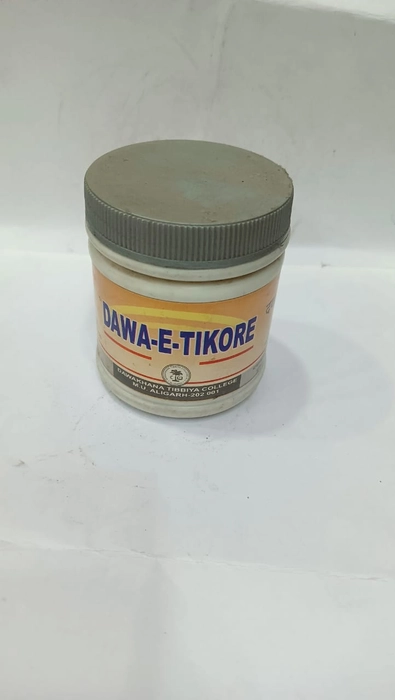 DAWA-E-TIKORE
DAWAKHANA TIBBIYA COLLEGE
M U ALIGARH-202 001